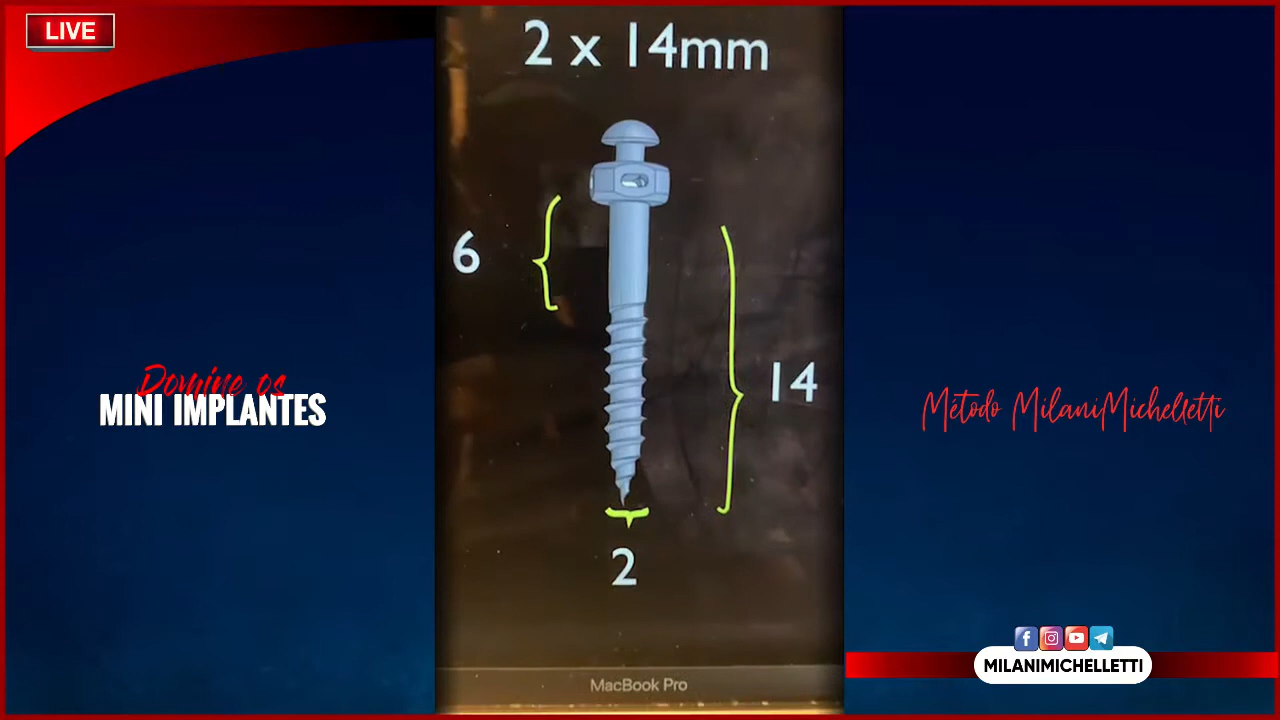 LIVE
2 x 14mm
6
14
2
Domine os
MINI IMPLANTES
Método MilaniMichelletti
MILANIMICHELLETTI
MacBook Pro